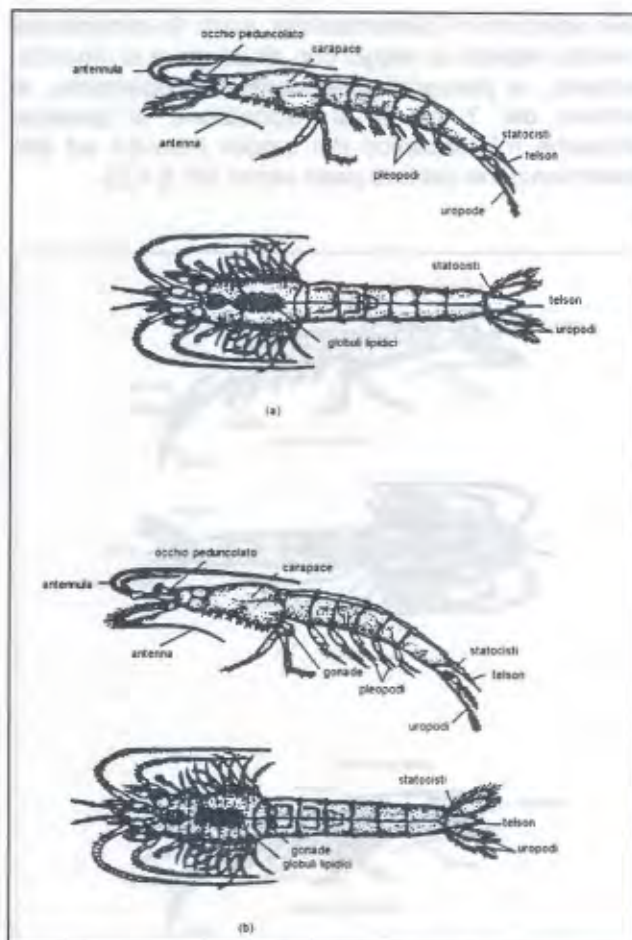 occhio peduncolato
carapace
antennula
antenna
statocisti
telson
pleopodi
uropode
statocisti
telson
uropodi
globuli lipidici
(a)
occhio peduncolato
carapace
antennula
antenna
gonade
statocisti
telson
pleopodi
uropodi
statocisti
telson
gonade
uropodi
globuli lipidici
(b)